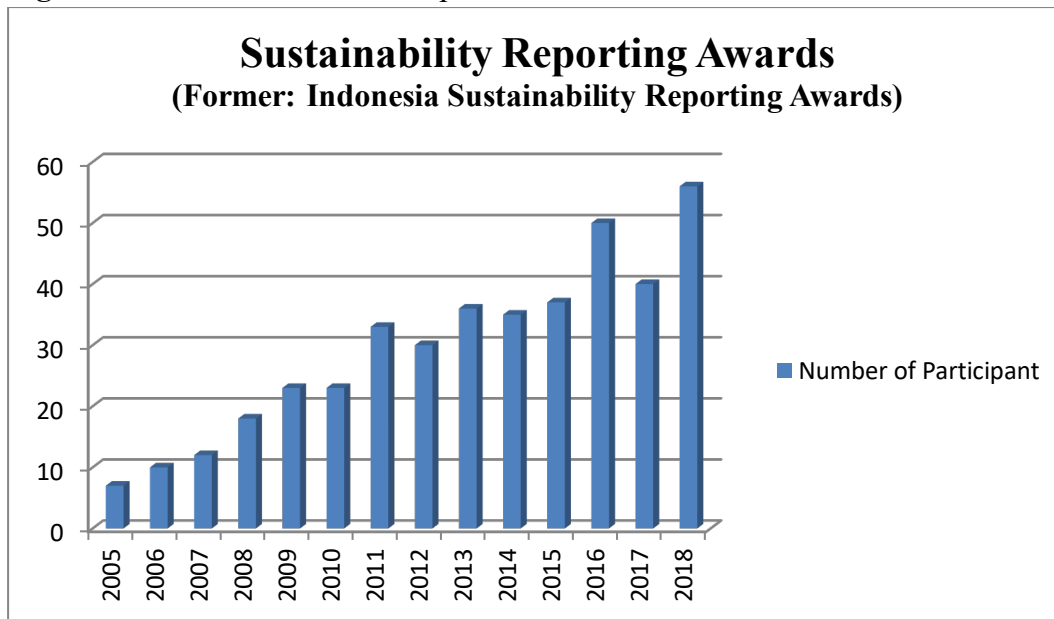 Sustainability Reporting Awards
(Former: Indonesia Sustainability Reporting Awards)
60
50
40
30
20
10
0
2005 2006 2007 2008 2009 2010 2011 2012 2013 2014 2015 2016 2017 2018
Number of Participant